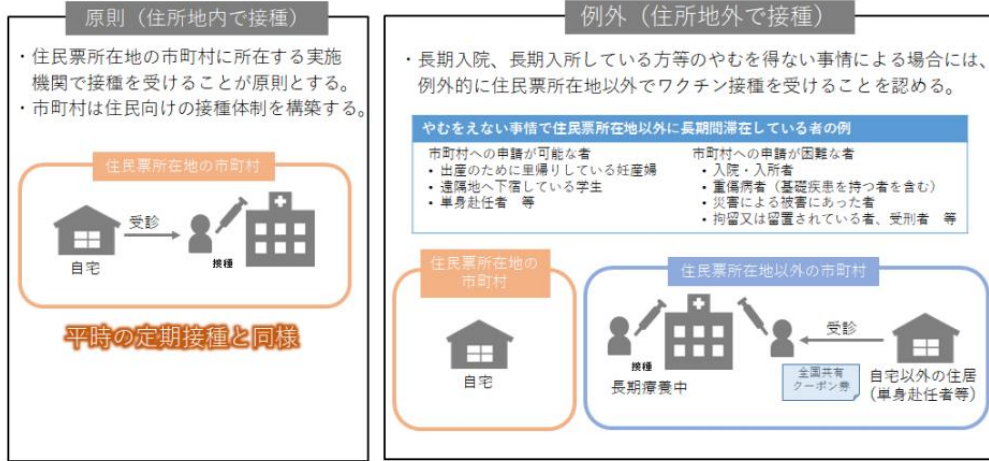 原則（住所地内で接種）
・住民票所在地の市町村に所在する実施
機関で接種を受けることが原則とする。
・市町村は住民向けの接種体制を構築する。
住民票所在地の市町村
受診
自宅
接種
平時の定期接種と同様
例外（住所地外で接種）
・長期入院、長期入所している方等のやむを得ない事情による場合には、
例外的に住民票所在地以外でワクチン接種を受けることを認める。
やむをえない事情で住民票所在地以外に長期間滞在している者の例
市町村への申請が可能な者
• 出産のために里帰りしている妊産婦
• 遠隔地へ下宿している学生
• 単身赴任者　等
市町村への申請が困難な者
• 入院・入所者
• 重傷病者（基礎疾患を持つ者を含む）
• 災害による被害にあった者
• 拘留又は留置されている者、受刑者　等
住民票所在地の
市町村
自宅
住民票所在地以外の市町村
接種
長期療養中
受診
全国共有
クーポン券
自宅以外の住居
（単身赴任者等）